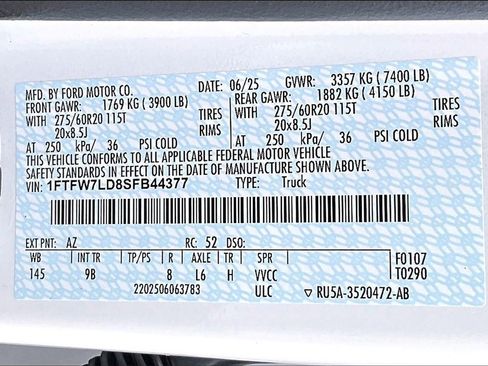 MFD. BY FORD MOTOR CO. DATE: 06/25 GVWR: 3357 KG (7400 LB)
FRONT GAWR: 1769 KG (3900 LB) REAR GAWR: 1882 KG (4150 LB)
WITH 275/60R20 115T TIRES WITH 275/60R20 115T TIRES
20x8.5J RIMS 20x8.5J RIMS
AT 250 kPa/ 36 PSI COLD AT 250 kPa/ 36 PSI COLD
THIS VEHICLE CONFORMS TO ALL APPLICABLE FEDERAL MOTOR VEHICLE
SAFETY STANDARDS IN EFFECT ON THE DATE OF MANUFACTURE SHOWN ABOVE.
VIN: 1FTFW7LD8SFB44377 TYPE: Truck
EXT PNT: AZ RC: 52 DSO:
WB INT TR TP/PS R AXLE TR SPR F0107
145 9B 8 L6 H VVCC T0290
2202506063783 ULC ▽ RU5A-3520472-AB